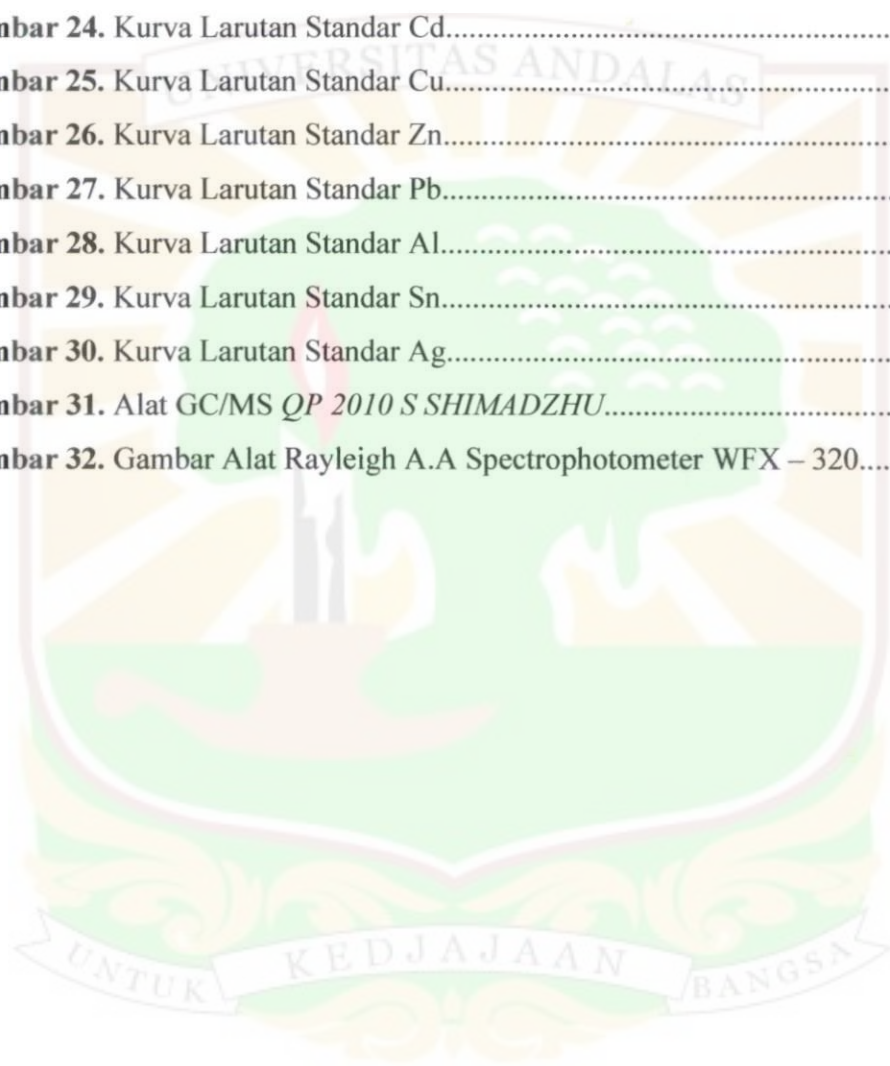 mbar 24. Kurva Larutan Standar Cd
UNIVERSITAS ANDALAS
mbar 25. Kurva Larutan Standar Cu
mbar 26. Kurva Larutan Standar Zn
mbar 27. Kurva Larutan Standar Pb
mbar 28. Kurva Larutan Standar Al
mbar 29. Kurva Larutan Standar Sn
mbar 30. Kurva Larutan Standar Ag
mbar 31. Alat GC/MS QP 2010 S SHIMADZHU
mbar 32. Gambar Alat Rayleigh A.A Spectrophotometer WFX – 320
UNTUK KEDJAJAAN BANGSA